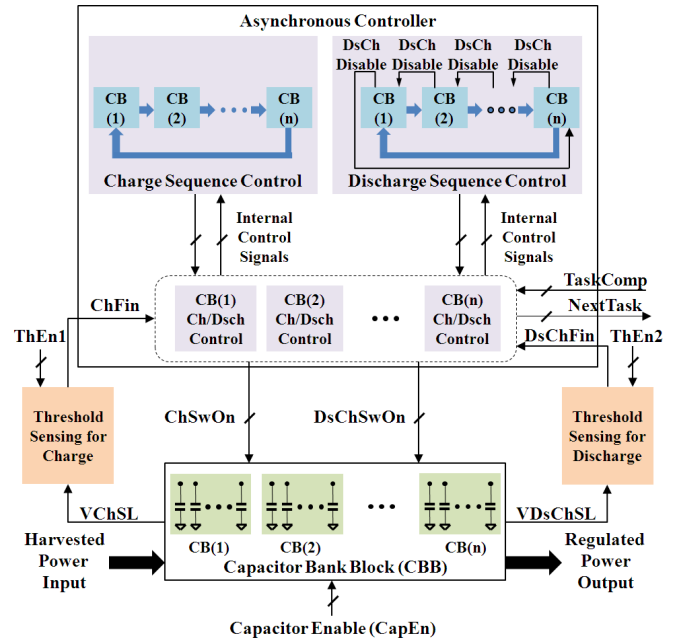 Asynchronous Controller
CB
(1)
CB
(2)
CB
(n)
Charge Sequence Control
DsCh
Disable
DsCh
Disable
DsCh
Disable
DsCh
Disable
CB
(1)
CB
(2)
CB
(n)
Discharge Sequence Control
Internal
Control
Signals
Internal
Control
Signals
TaskComp
NextTask
ChFin
CB(1)
Ch/Dsch
Control
CB(2)
Ch/Dsch
Control
CB(n)
Ch/Dsch
Control
DsChFin
ThEn1
ThEn2
Threshold
Sensing for
Charge
ChSwOn
DsChSwOn
Threshold
Sensing for
Discharge
VChSL
VDsChSL
CB(1)
CB(2)
CB(n)
Capacitor Bank Block (CBB)
Harvested
Power
Input
Regulated
Power
Output
Capacitor Enable (CapEn)